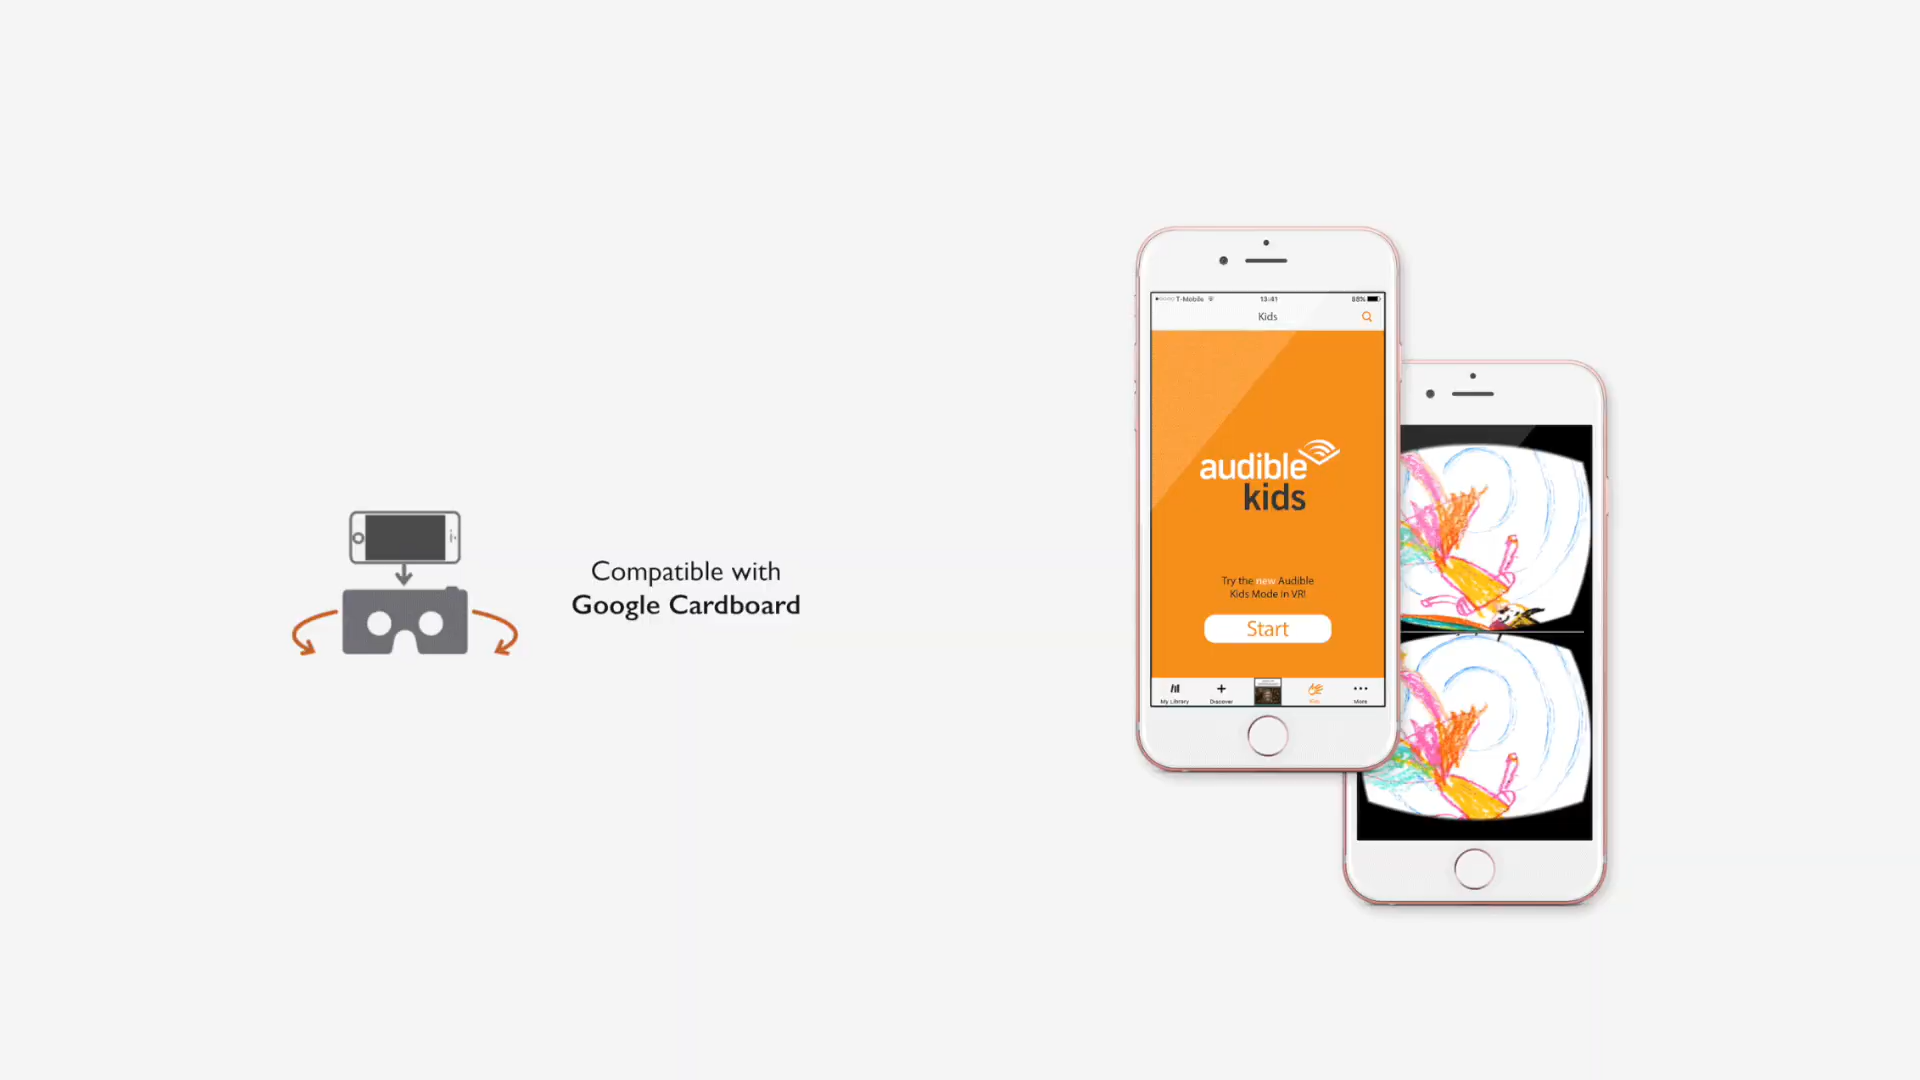 Compatible with
Google Cardboard
T-Mobile
13:41
88%
Kids
audible
kids
Try the new Audible
Kids Mode in VR!
Start
My Library
Discover
Kids
More